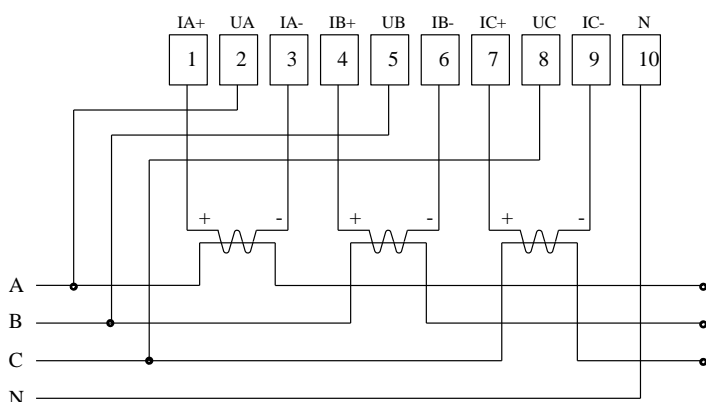 IA+ UA IA- IB+ UB IB- IC+ UC IC- N
1 2 3 4 5 6 7 8 9 10
+ - + - + -
A
B
C
N